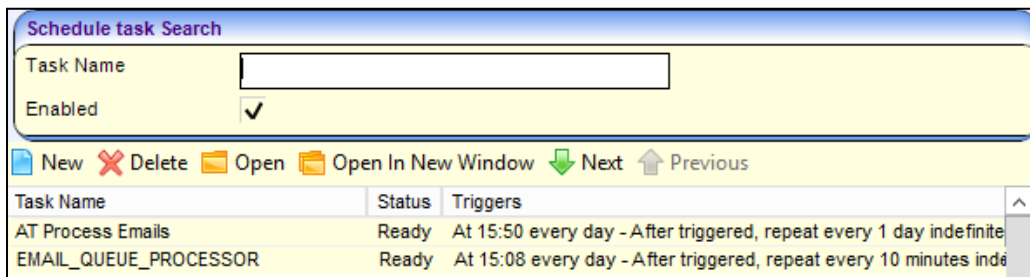 Schedule task Search
Task Name
Enabled
New Delete Open Open In New Window Next Previous
Task Name Status Triggers
AT Process Emails Ready At 15:50 every day - After triggered, repeat every 1 day indefinite
EMAIL_QUEUE_PROCESSOR Ready At 15:08 every day - After triggered, repeat every 10 minutes inde